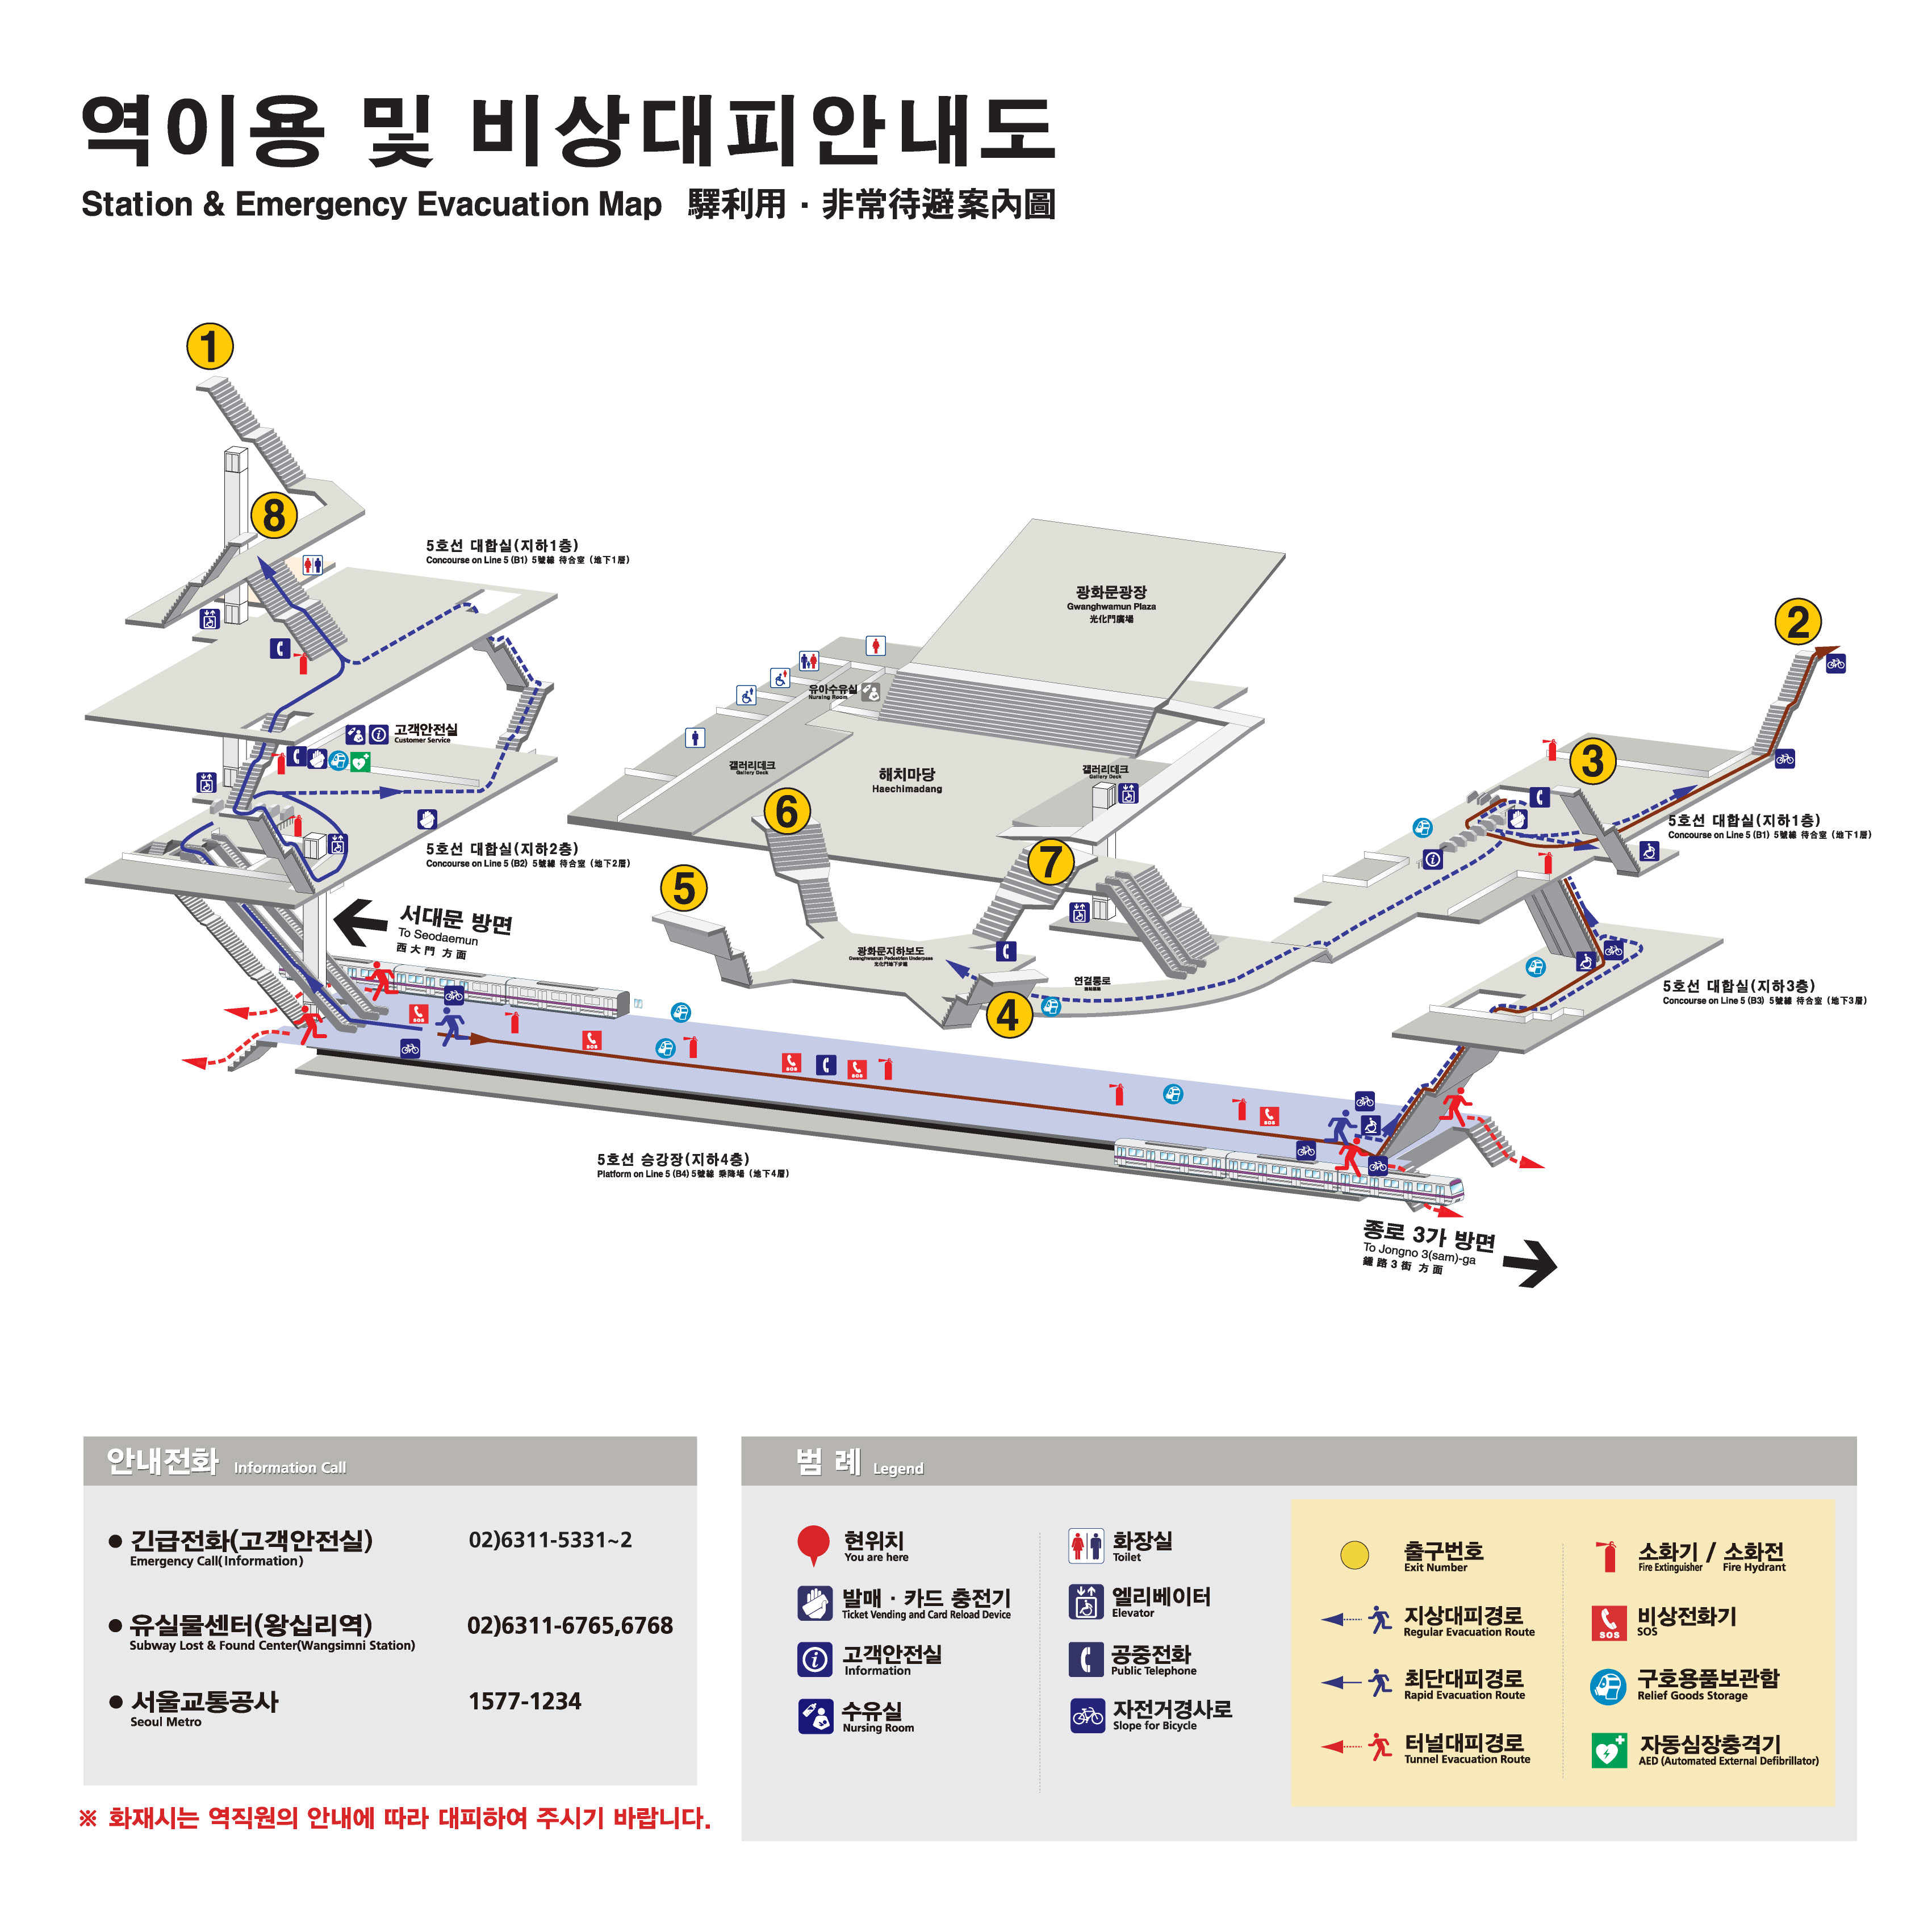 역이용 및 비상대피안내도
Station & Emergency Evacuation Map 驛利用 · 非常待避案內圖
1
8
5호선 대합실(지하1층)
Concourse on Line 5 (B1) 5號線 待合室 (地下1層)
고객안전실
Customer Service
5호선 대합실(지하2층)
Concourse on Line 5 (B2) 5號線 待合室 (地下2層)
서대문 방면
To Seodaemun
西大門 方面
광화문광장
Gwanghwamun Plaza
光化門廣場
유아수유실
Nursing Room
갤러리데크
Gallery Deck
해치마당
Haechimadang
갤러리데크
Gallery Deck
6
7
5
광화문지하보도
Gwanghwamun Pedestrian Underpass
光化門地下步道
4
연결통로
2
3
5호선 대합실(지하1층)
Concourse on Line 5 (B1) 5號線 待合室 (地下1層)
5호선 대합실(지하3층)
Concourse on Line 5 (B3) 5號線 待合室 (地下3層)
SOS
SOS
SOS
SOS
SOS
5호선 승강장(지하4층)
Platform on Line 5 (B4) 5號線 乘降場 (地下4層)
종로 3가 방면
To Jongno 3(sam)-ga
鐘路3街 方面
안내전화 Information Call
긴급전화(고객안전실) 02)6311-5331~2
Emergency Call(Information)
유실물센터(왕십리역) 02)6311-6765,6768
Subway Lost & Found Center(Wangsimni Station)
서울교통공사 1577-1234
Seoul Metro
※ 화재시는 역직원의 안내에 따라 대피하여 주시기 바랍니다.
범 례 Legend
현위치
You are here
발매 · 카드 충전기
Ticket Vending and Card Reload Device
고객안전실
Information
수유실
Nursing Room
화장실
Toilet
엘리베이터
Elevator
공중전화
Public Telephone
자전거경사로
Slope for Bicycle
출구번호
Exit Number
지상대피경로
Regular Evacuation Route
최단대피경로
Rapid Evacuation Route
터널대피경로
Tunnel Evacuation Route
소화기 / 소화전
Fire Extinguisher Fire Hydrant
SOS
비상전화기
SOS
구호용품보관함
Relief Goods Storage
자동심장충격기
AED (Automated External Defibrillator)